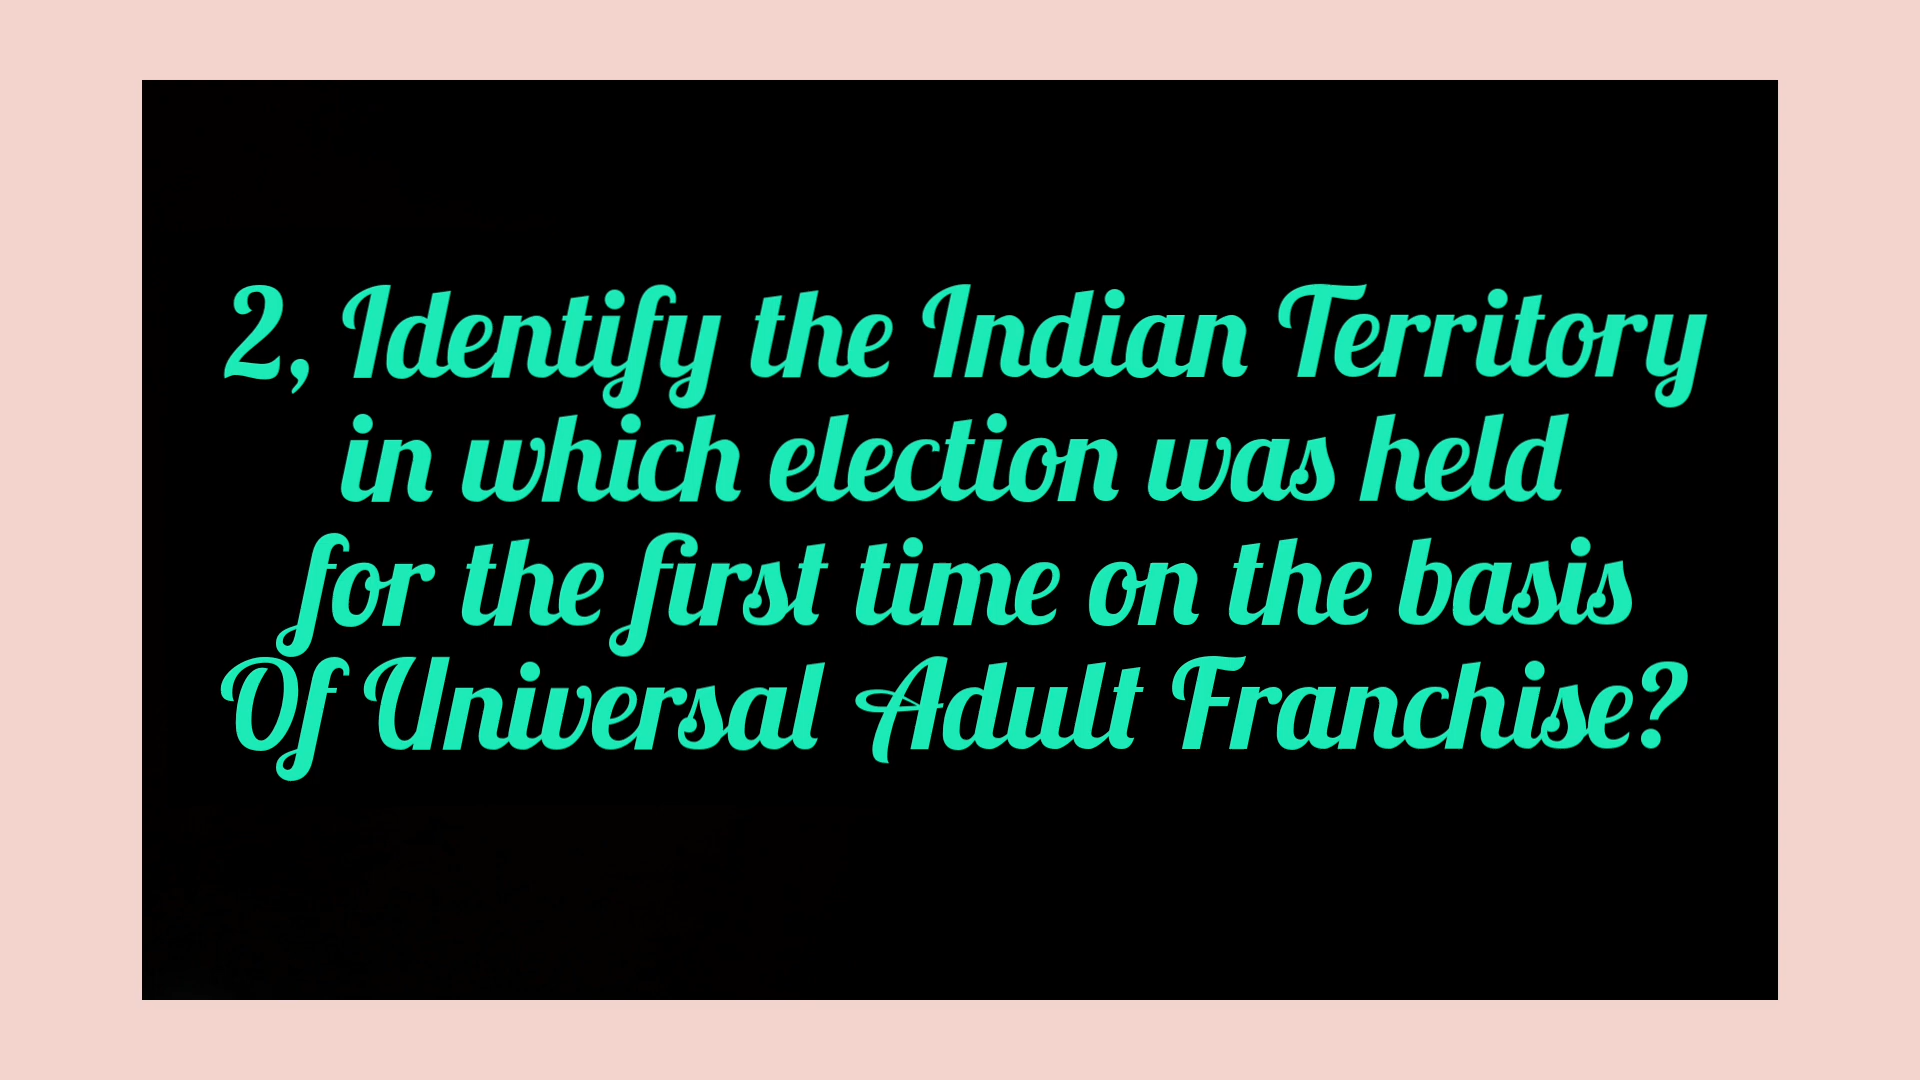 2, Identify the Indian Territory
in which election was held
for the first time on the basis
Of Universal Adult Franchise?